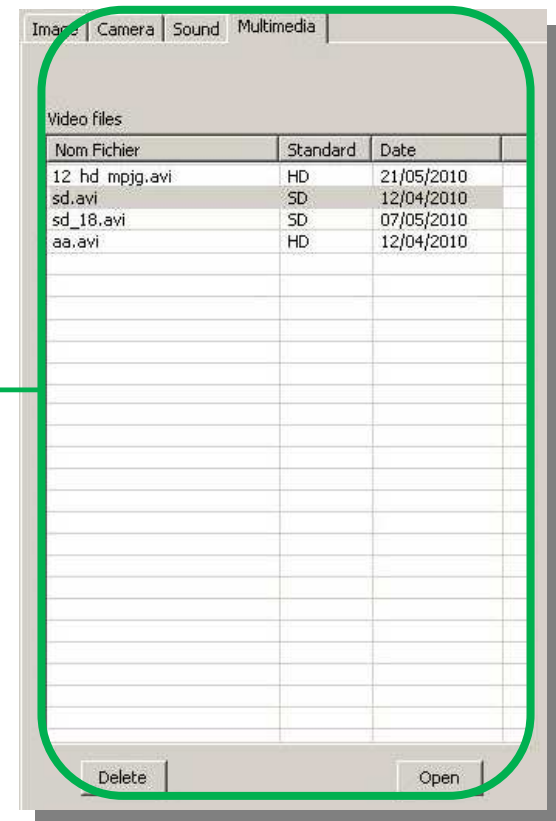 Image Camera Sound Multimedia
Video files
Nom Fichier Standard Date
12 hd mpjg.avi HD 21/05/2010
sd.avi SD 12/04/2010
sd_18.avi SD 07/05/2010
aa.avi HD 12/04/2010
Delete Open